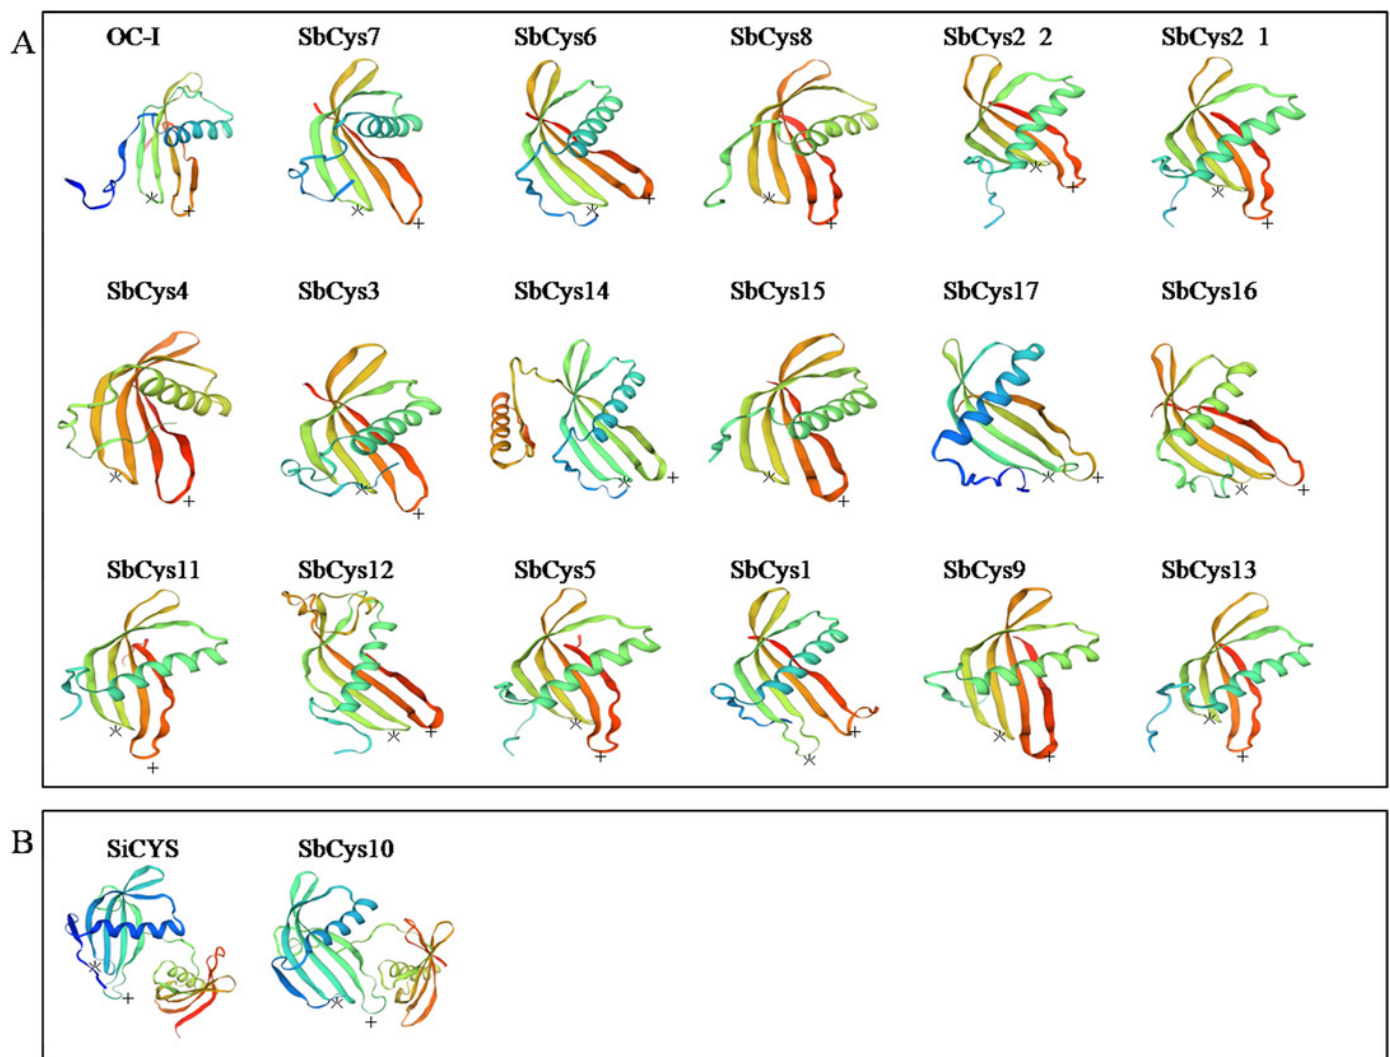 A
OC-I SbCys7 SbCys6 SbCys8 SbCys2 2 SbCys2 1
SbCys4 SbCys3 SbCys14 SbCys15 SbCys17 SbCys16
SbCys11 SbCys12 SbCys5 SbCys1 SbCys9 SbCys13
B
SiCYS SbCys10